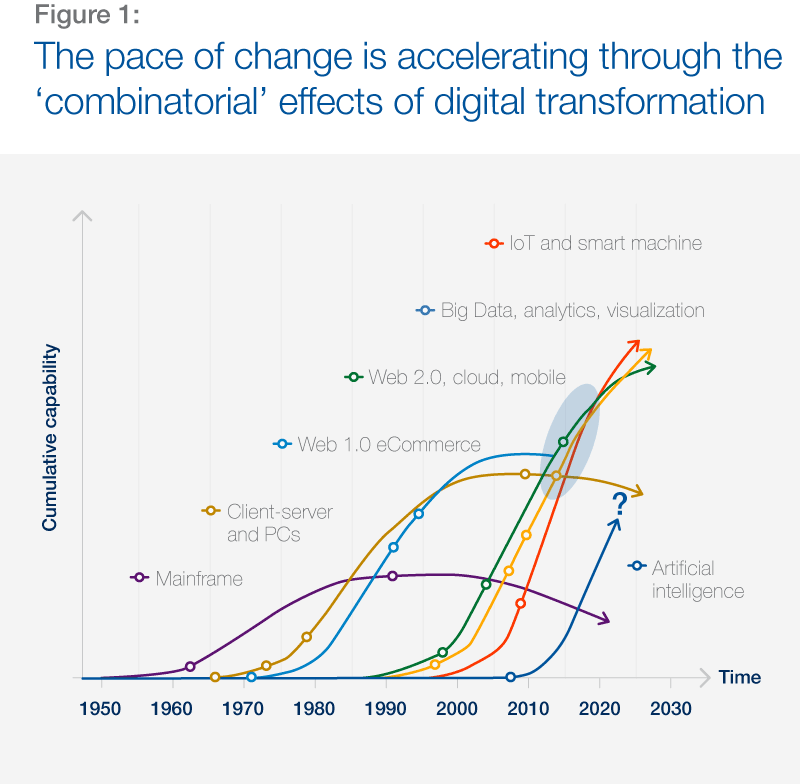 Figure 1:
The pace of change is accelerating through the
‘combinatorial’ effects of digital transformation
IoT and smart machine
Big Data, analytics, visualization
Web 2.0, cloud, mobile
Web 1.0 eCommerce
Client-server
and PCs
Mainframe
?
Artificial
intelligence
Cumulative capability
Time
1950 1960 1970 1980 1990 2000 2010 2020 2030